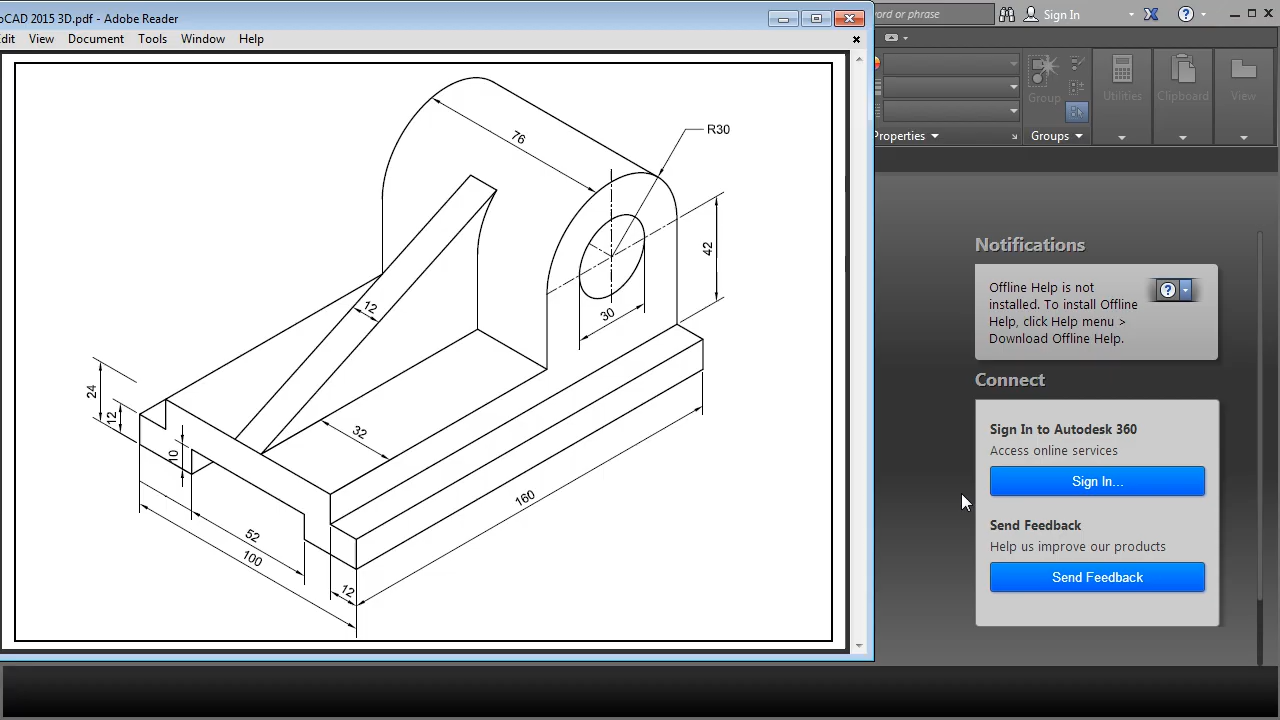 oCAD 2015 3D.pdf - Adobe Reader
dit View Document Tools Window Help
ord or phrase
Sign In
Properties
Group
Groups
Utilities
Clipboard
View
76
R30
42
30
12
24
12
10
32
160
52
100
12
Notifications
Offline Help is not
installed. To install Offline
Help, click Help menu >
Download Offline Help.
Connect
Sign In to Autodesk 360
Access online services
Sign In...
Send Feedback
Help us improve our products
Send Feedback